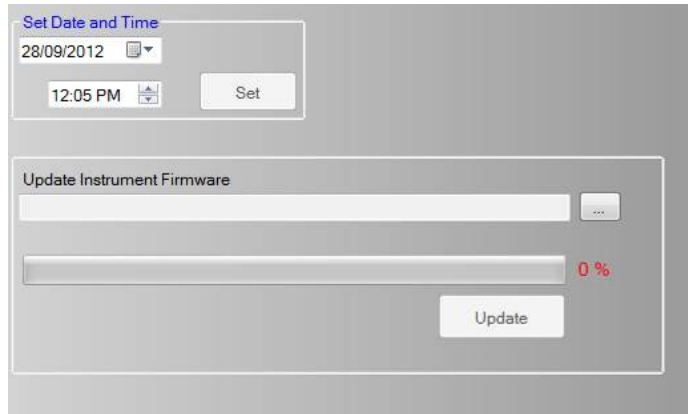 Set Date and Time
28/09/2012
12:05 PM
Set
Update Instrument Firmware
...
0 %
Update